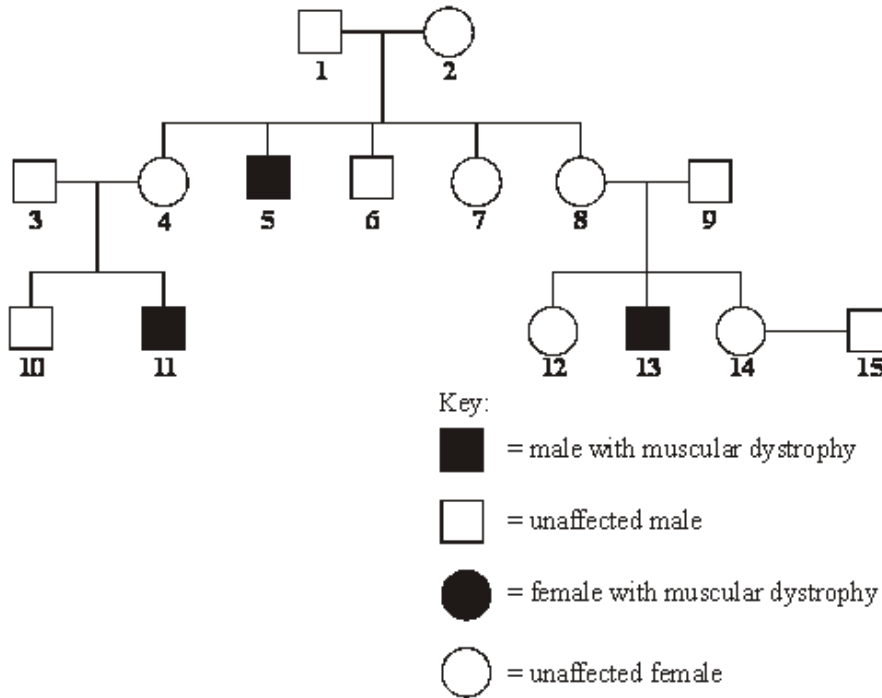 1 2
3 4 5 6 7 8 9
10 11 12 13 14 15
Key:
= male with muscular dystrophy
= unaffected male
= female with muscular dystrophy
= unaffected female